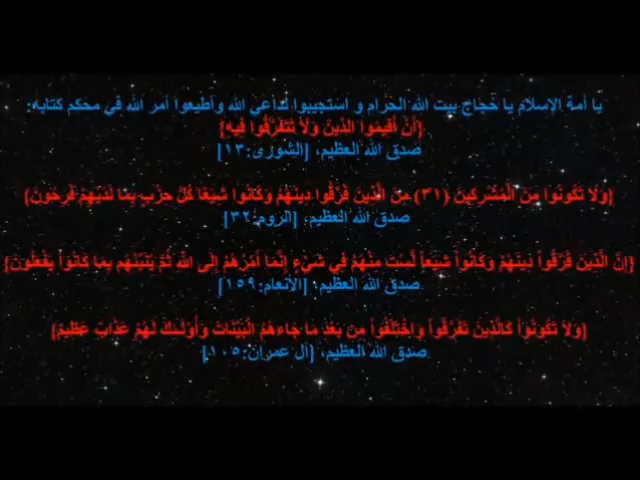 يا أمة الإسلام يا حجاج بيت الله الحرام و استجيبوا لداعي الله وأطيعوا أمر الله في محكم كتابه:
{أَنْ أَقِيمُوا الدِّينَ وَلَا تَتَفَرَّقُوا فِيهِ}
صدق الله العظيم، [الشورى:١٣]
{وَلَا تَكُونُوا مِنَ الْمُشْرِكِينَ (٣١) مِنَ الَّذِينَ فَرَّقُوا دِينَهُمْ وَكَانُوا شِيَعًا كُلُّ حِزْبٍ بِمَا لَدَيْهِمْ فَرِحُونَ}
صدق الله العظيم، [الروم:٣٢]
{إِنَّ الَّذِينَ فَرَّقُواْ دِينَهُمْ وَكَانُواْ شِيَعاً لَّسْتَ مِنْهُمْ فِي شَيْءٍ إِنَّمَا أَمْرُهُمْ إِلَى اللّهِ ثُمَّ يُنَبِّئُهُم بِمَا كَانُواْ يَفْعَلُونَ}
صدق الله العظيم، [الأنعام:١٥٩]
{وَلاَ تَكُونُواْ كَالَّذِينَ تَفَرَّقُواْ وَاخْتَلَفُواْ مِن بَعْدِ مَا جَاءهُمُ الْبَيِّنَاتُ وَأُوْلَـئِكَ لَهُمْ عَذَابٌ عَظِيمٌ}
صدق الله العظيم، [آل عمران:١٠٥].